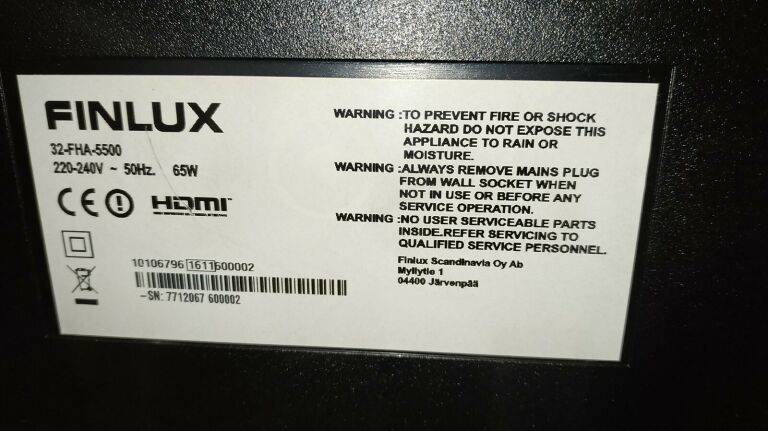 FINLUX
32-FHA-5500
220-240V ~ 50Hz. 65W
CE HDMI
10106796 1611600002
-SN: 7712067 600002
WARNING :TO PREVENT FIRE OR SHOCK
HAZARD DO NOT EXPOSE THIS
APPLIANCE TO RAIN OR
MOISTURE.
WARNING :ALWAYS REMOVE MAINS PLUG
FROM WALL SOCKET WHEN
NOT IN USE OR BEFORE ANY
SERVICE OPERATION.
WARNING :NO USER SERVICEABLE PARTS
INSIDE.REFER SERVICING TO
QUALIFIED SERVICE PERSONNEL.
Finlux Scandinavia Oy Ab
Myllytie 1
04400 Järvenpää